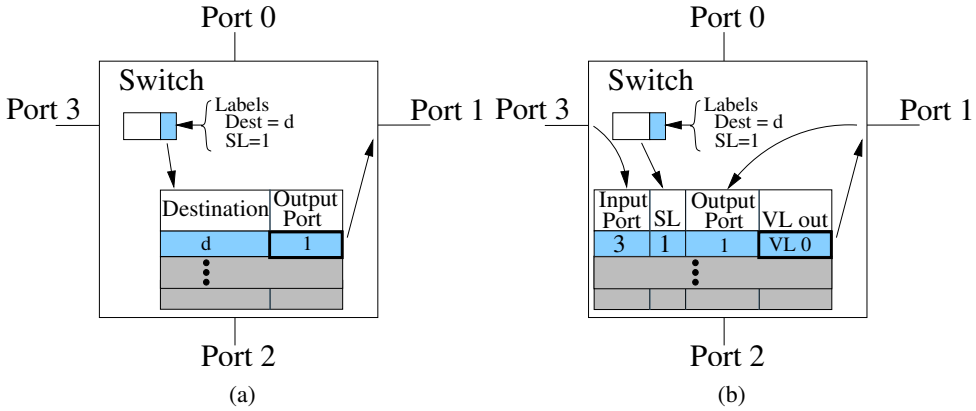 Port 0
Switch
Port 3
Labels
Dest = d
SL=1
Port 1
Destination
Output
Port
d
1
Port 2
(a)
Port 0
Switch
Port 3
Labels
Dest = d
SL=1
Port 1
Input
Port
SL
Output
Port
VL out
3
1
1
VL 0
Port 2
(b)